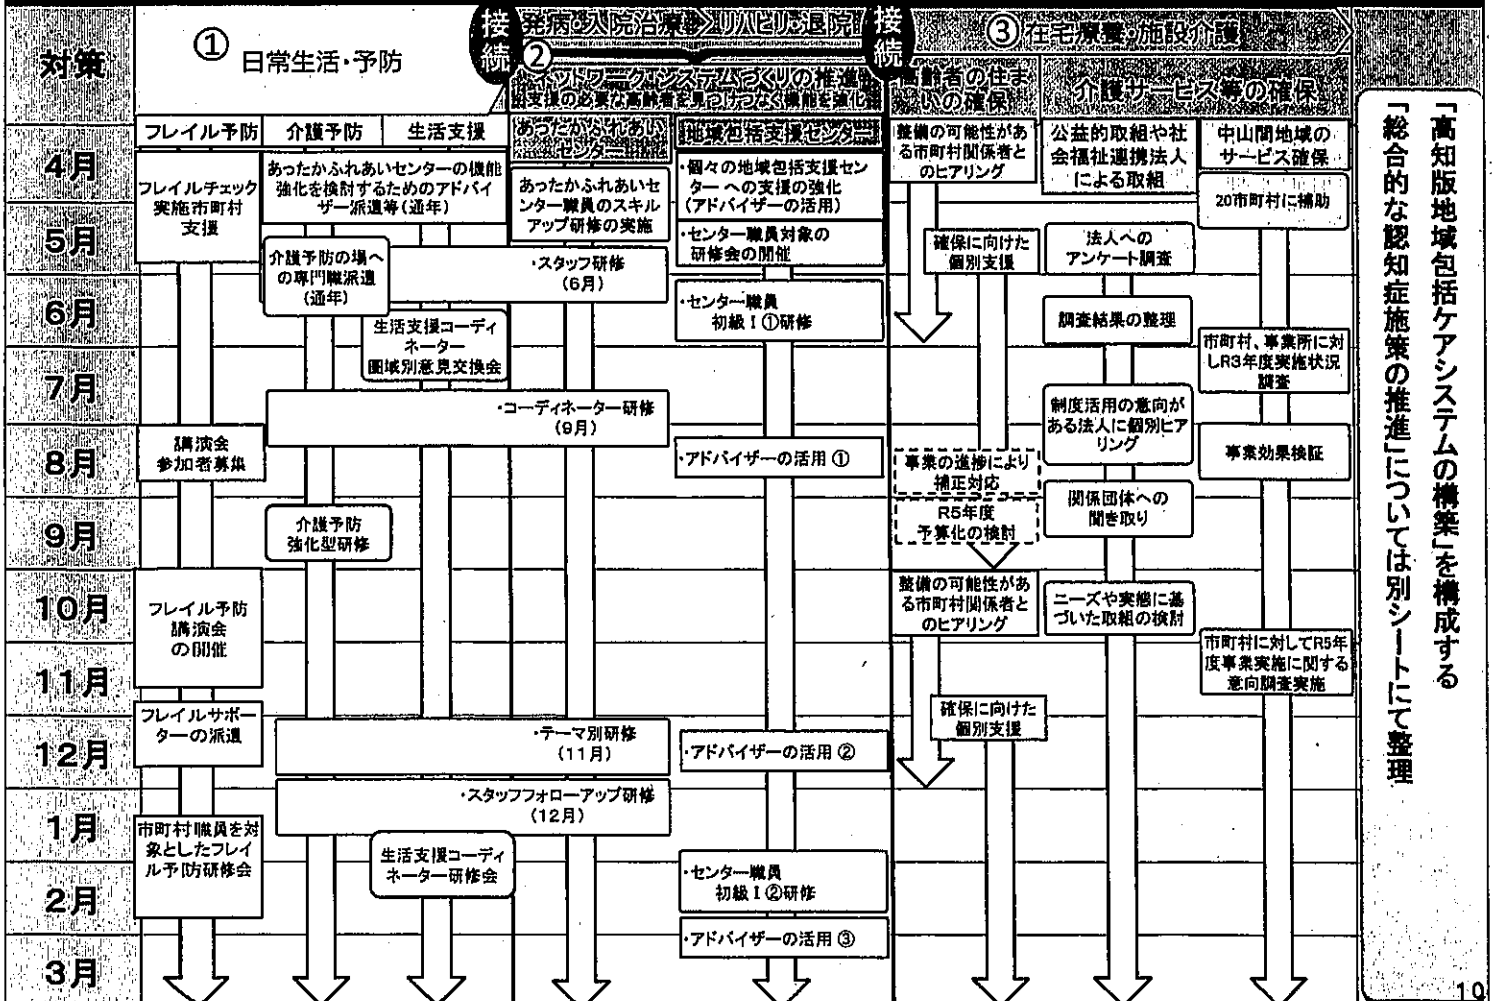 対策
① 日常生活・予防
接続
発病・入院治療 リハビリ・退院
②
ネットワーク・システムづくりの推進
支援の必要な高齢者を見つけつなぐ機能を強化
接続
③ 在宅療養・施設介護
高齢者の住ま
いの確保
介護サービス等の確保
フレイル予防
介護予防
生活支援
あったかふれあい
センター
地域包括支援センター
4月
5月
6月
7月
8月
9月
10月
11月
12月
1月
2月
3月
フレイルチェック
実施市町村
支援
講演会
参加者募集
フレイル予防
講演会
の開催
フレイルサポー
ターの派遣
市町村職員を対
象としたフレイ
ル予防研修会
あったかふれあいセンターの機能
強化を検討するためのアドバイ
ザー派遣等(通年)
介護予防の場へ
の専門職派遣
(通年)
・スタッフ研修
(6月)
生活支援コーディ
ネーター
圏域別意見交換会
・コーディネーター研修
(9月)
介護予防
強化型研修
・テーマ別研修
(11月)
・スタッフフォローアップ研修
(12月)
生活支援コーディ
ネーター研修会
あったかふれあいセ
ンター職員のスキル
アップ研修の実施
・個々の地域包括支援セン
ターへの支援の強化
(アドバイザーの活用)
・センター職員対象の
研修会の開催
・センター職員
初級Ⅰ①研修
・アドバイザーの活用①
・アドバイザーの活用②
・センター職員
初級Ⅰ②研修
・アドバイザーの活用③
整備の可能性があ
る市町村関係者と
のヒアリング
確保に向けた
個別支援
事業の進捗により
補正対応
R5年度
予算化の検討
整備の可能性があ
る市町村関係者と
のヒアリング
確保に向けた
個別支援
公益的取組や社
会福祉連携法人
による取組
法人への
アンケート調査
調査結果の整理
制度活用の意向が
ある法人に個別ヒア
リング
関係団体への
聞き取り
ニーズや実態に基
づいた取組の検討
中山間地域の
サービス確保
20市町村に補助
市町村、事業所に対
しR3年度実施状況
調査
事業効果検証
市町村に対してR5年
度事業実施に関する
意向調査実施
「高知版地域包括ケアシステムの構築」を構成する
「総合的な認知症施策の推進」については別シートにて整理
10